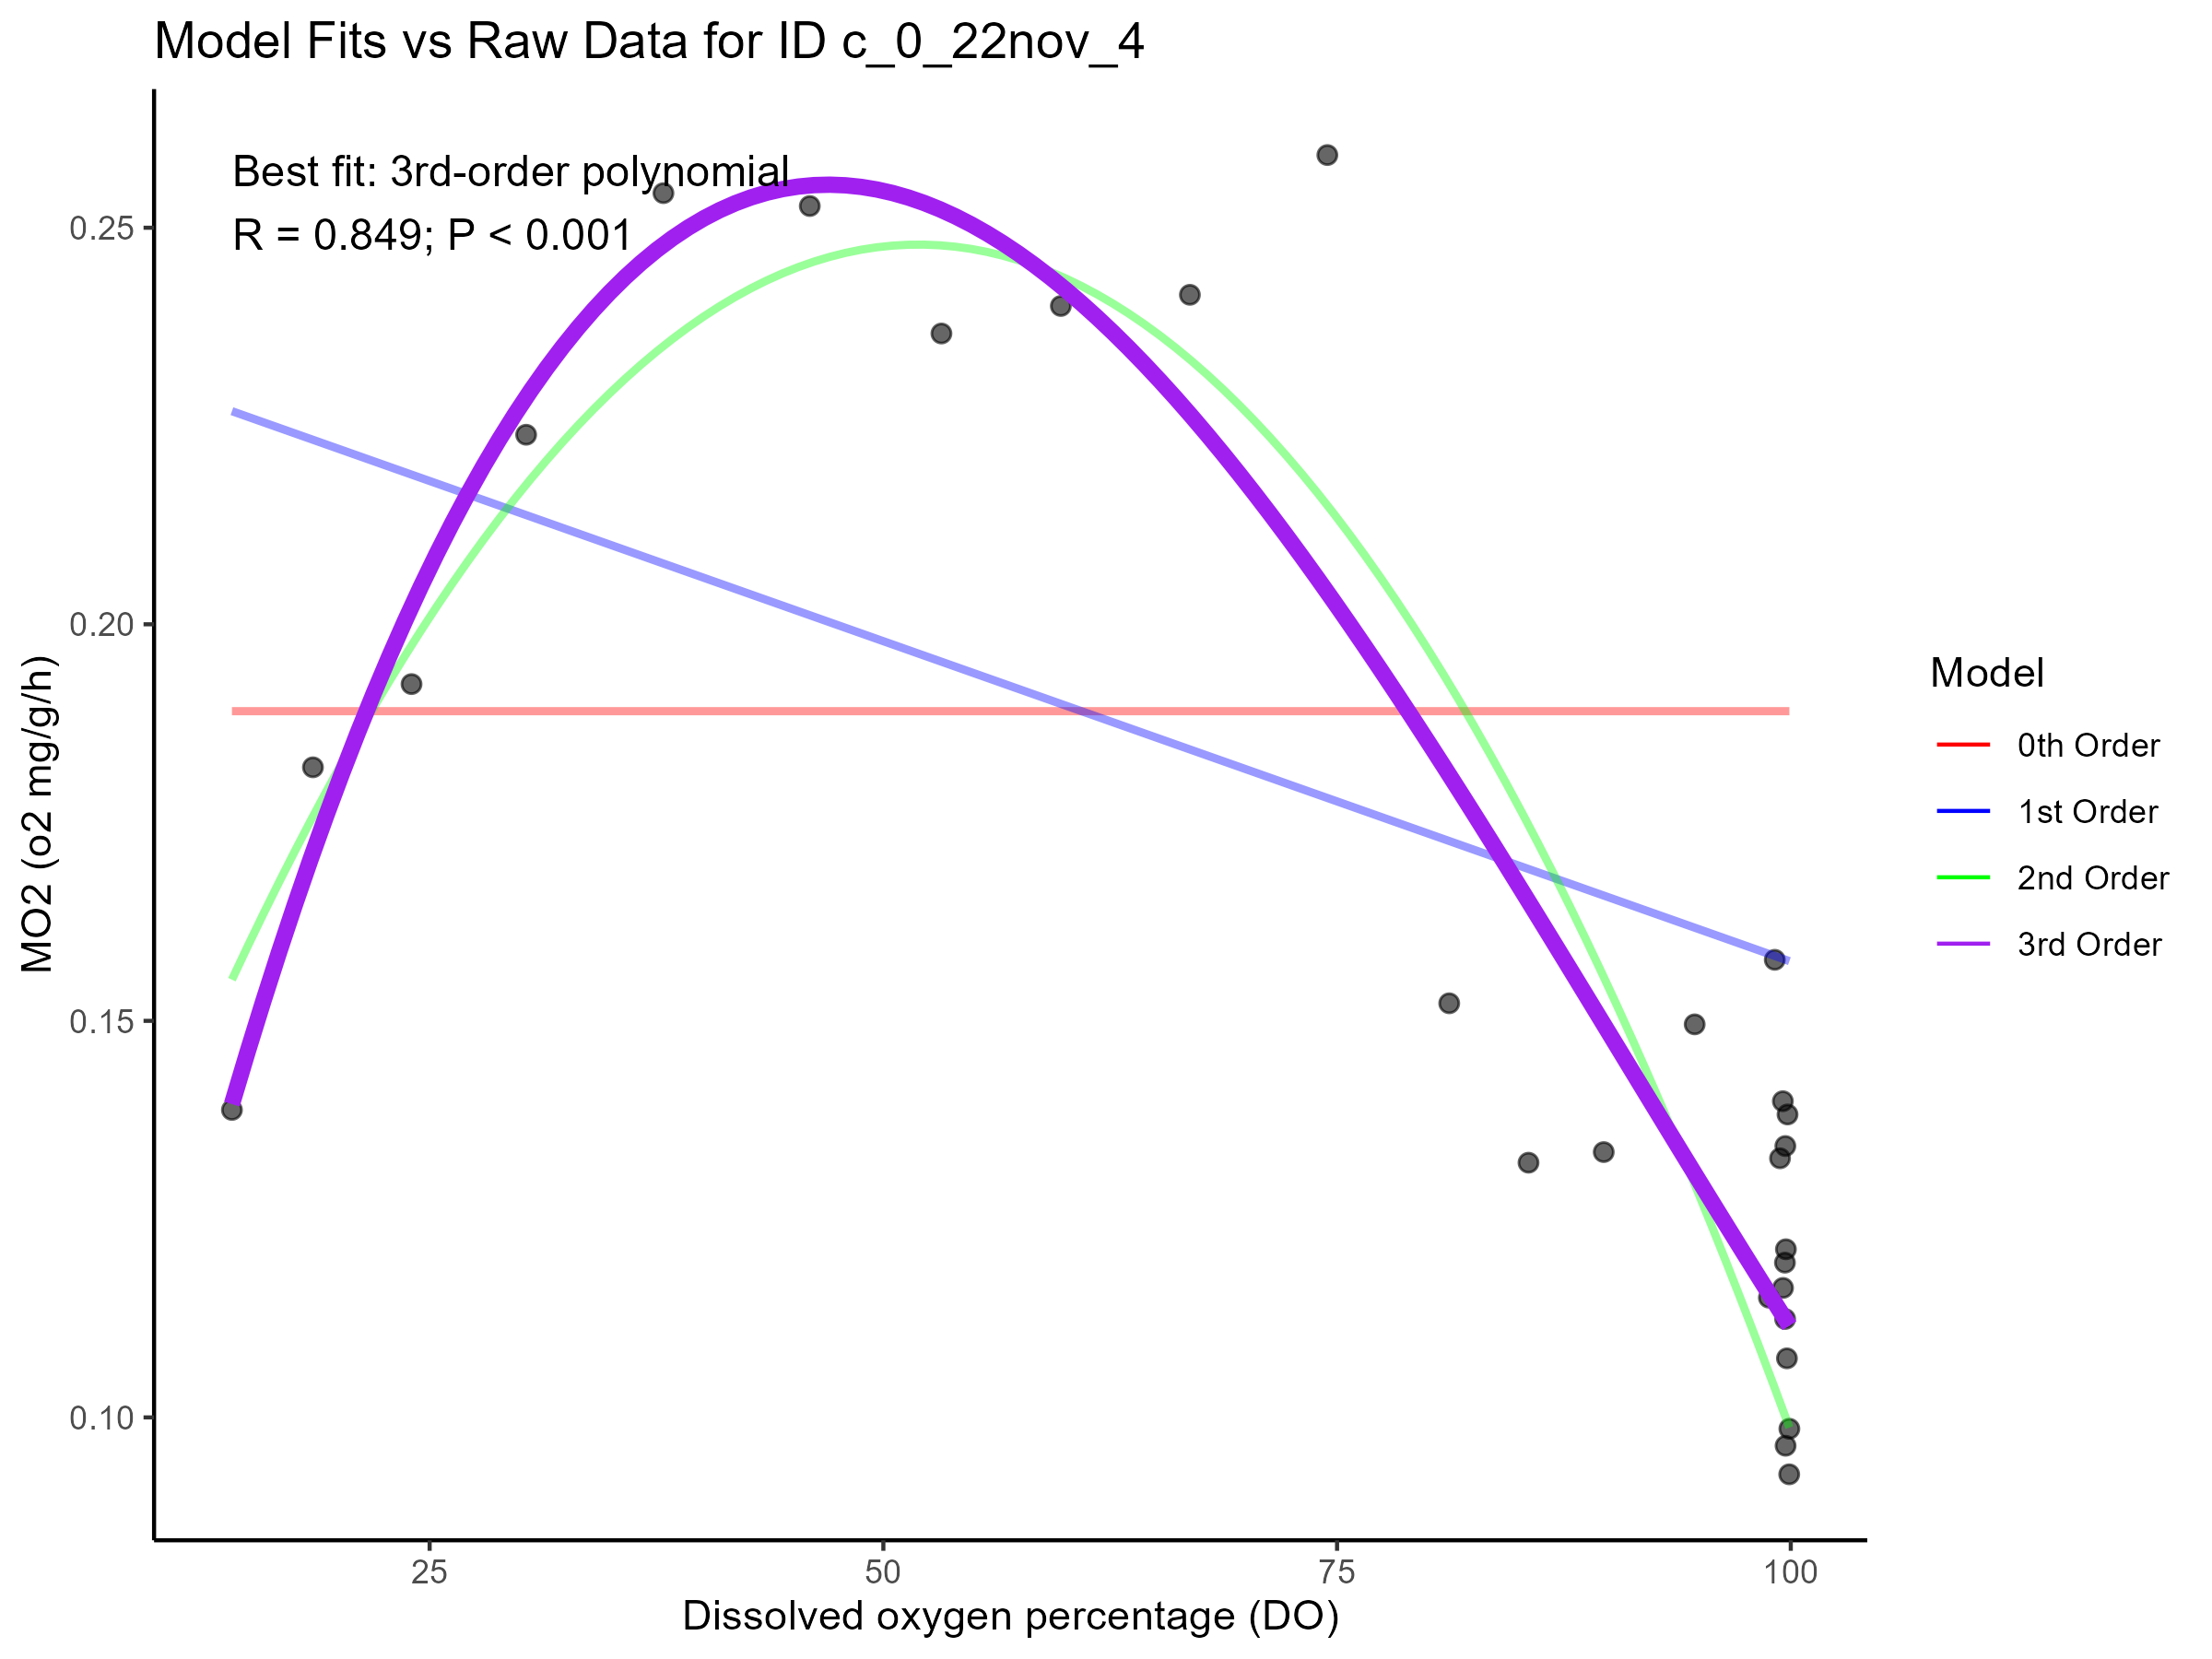 Model Fits vs Raw Data for ID c_0_22nov_4
Best fit: 3rd-order polynomial
R = 0.849; P < 0.001
0.25
0.20
0.15
0.10
MO2 (o2 mg/g/h)
25
50
75
100
Dissolved oxygen percentage (DO)
Model
0th Order
1st Order
2nd Order
3rd Order